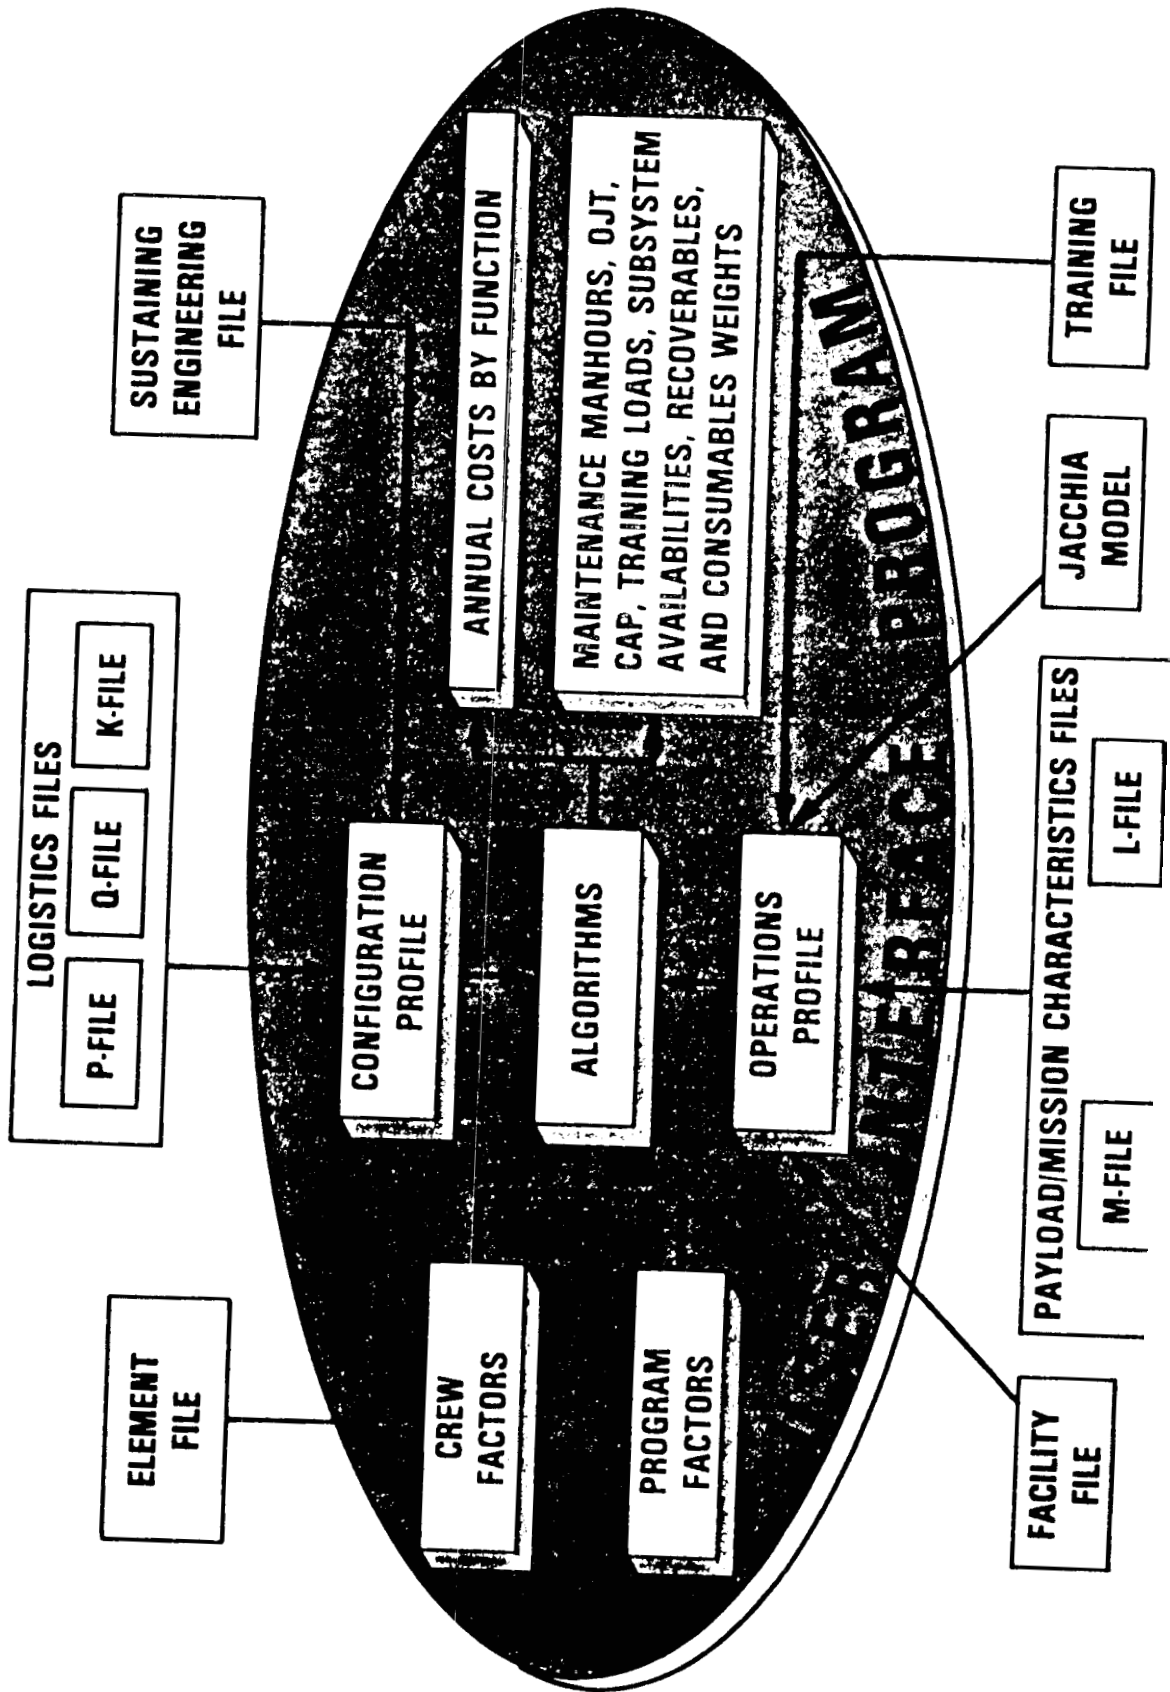 ELEMENT
FILE
LOGISTICS FILES
P-FILE
Q-FILE
K-FILE
SUSTAINING
ENGINEERING
FILE
CREW
FACTORS
PROGRAM
FACTORS
CONFIGURATION
PROFILE
ALGORITHMS
OPERATIONS
PROFILE
ANNUAL COSTS BY FUNCTION
MAINTENANCE MANHOURS, OJT,
CAP, TRAINING LOADS, SUBSYSTEM
AVAILABILITIES, RECOVERABLES,
AND CONSUMABLES WEIGHTS
INTERFACE PROGRAM
FACILITY
FILE
PAYLOAD/MISSION CHARACTERISTICS FILES
M-FILE
L-FILE
JACCHIA
MODEL
TRAINING
FILE